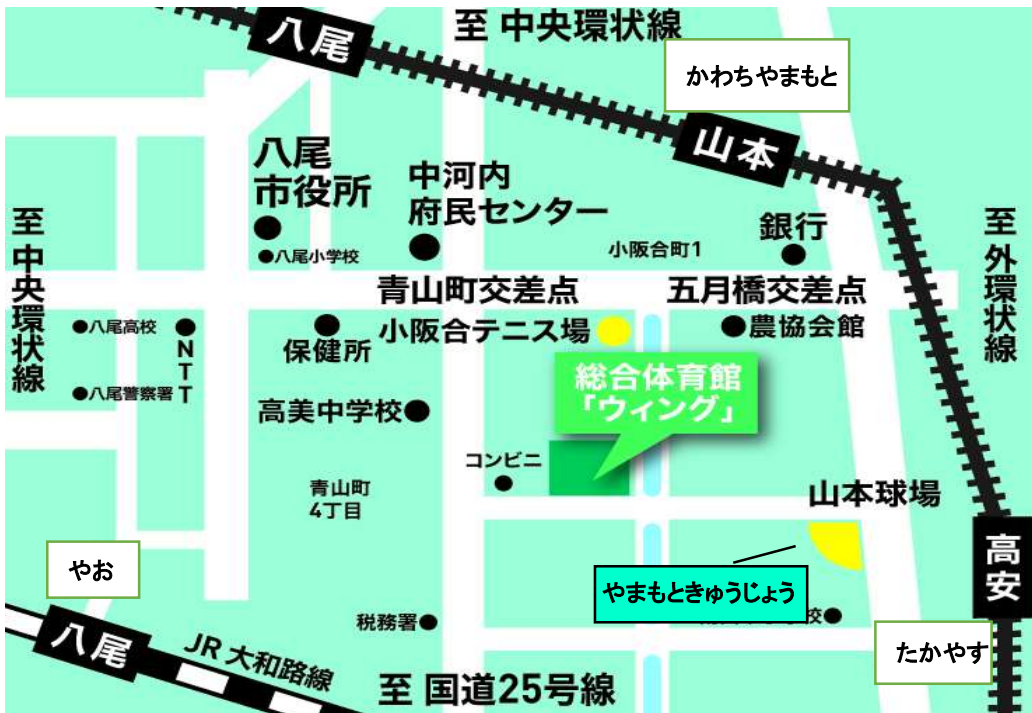 至 中央環状線
八尾
かわちやまもと
山本
八尾
市役所
中河内
府民センター
八尾小学校
小阪合町1
銀行
至 中央環状線
至 外環状線
青山町交差点
五月橋交差点
八尾高校
NTT
保健所
小阪合テニス場
農協会館
八尾警察署
総合体育館
「ウィング」
高美中学校
コンビニ
青山町
4丁目
山本球場
高安
やお
やまもときゅうじょう
税務署
校
たかやす
八尾
JR 大和路線
至 国道25号線